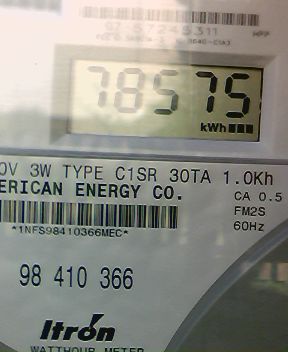 78575
kWh
0V 3W TYPE C1SR 30TA 1.0Kh
ERICAN ENERGY CO.
CA 0.5
FM2S
*1NFS98410366MEC*
60Hz
98 410 366
Itron
WATTHOUR METER